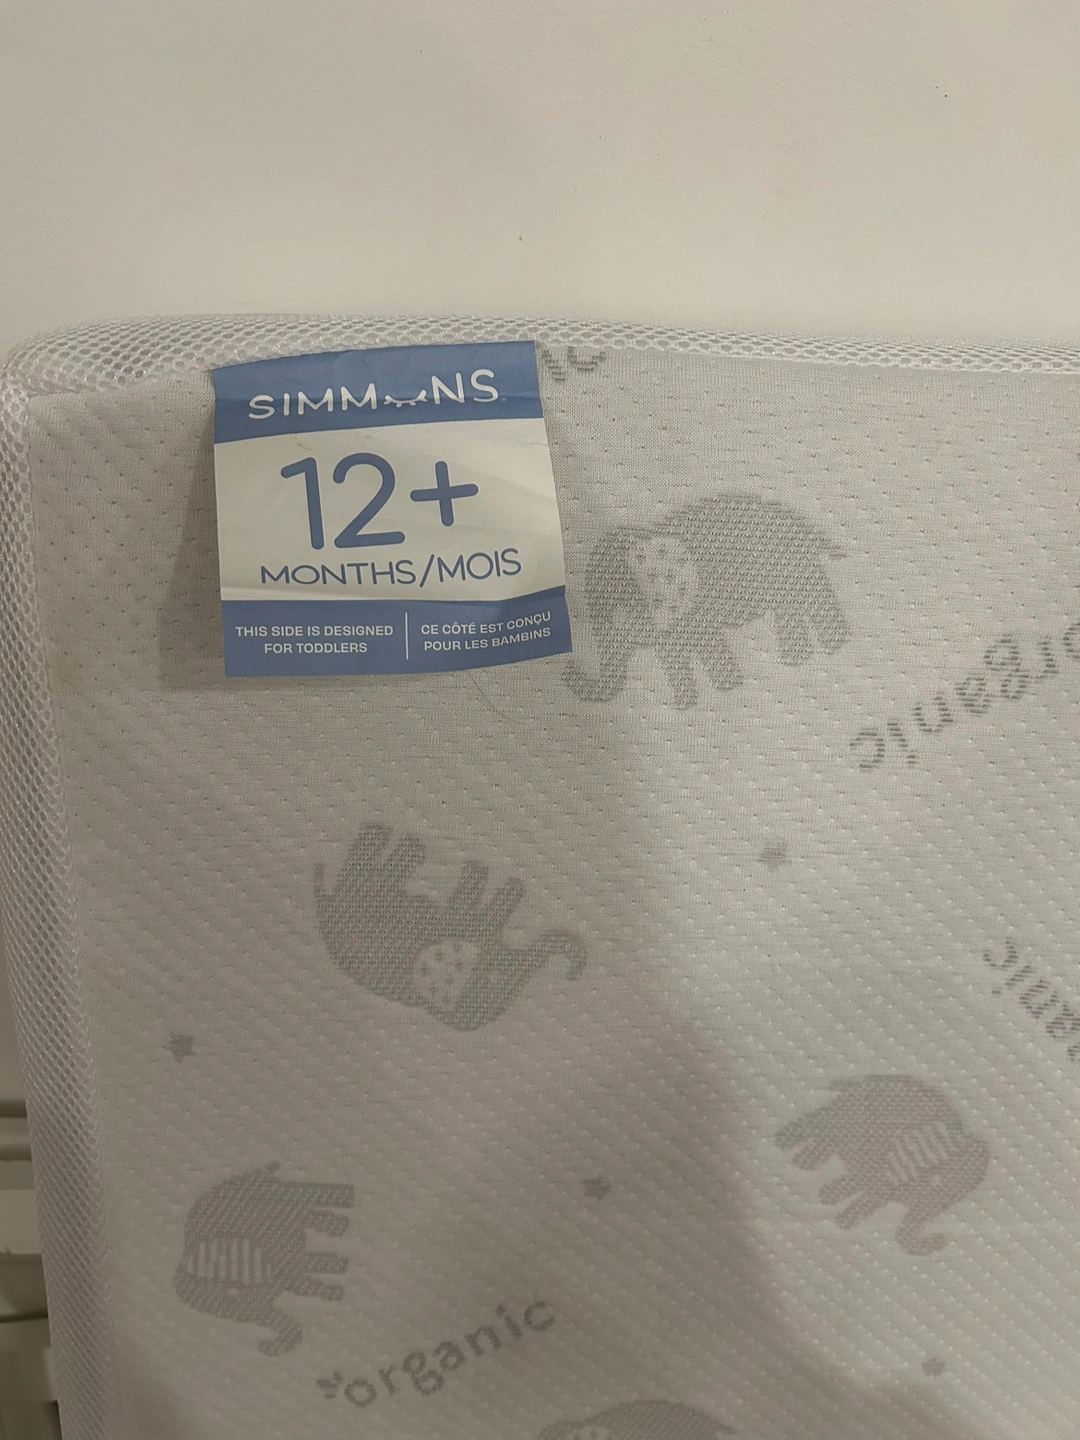 SIMMONS
12+
MONTHS/MOIS
THIS SIDE IS DESIGNED
FOR TODDLERS
CE CÔTÉ EST CONÇU
POUR LES BAMBINS
organic
organic